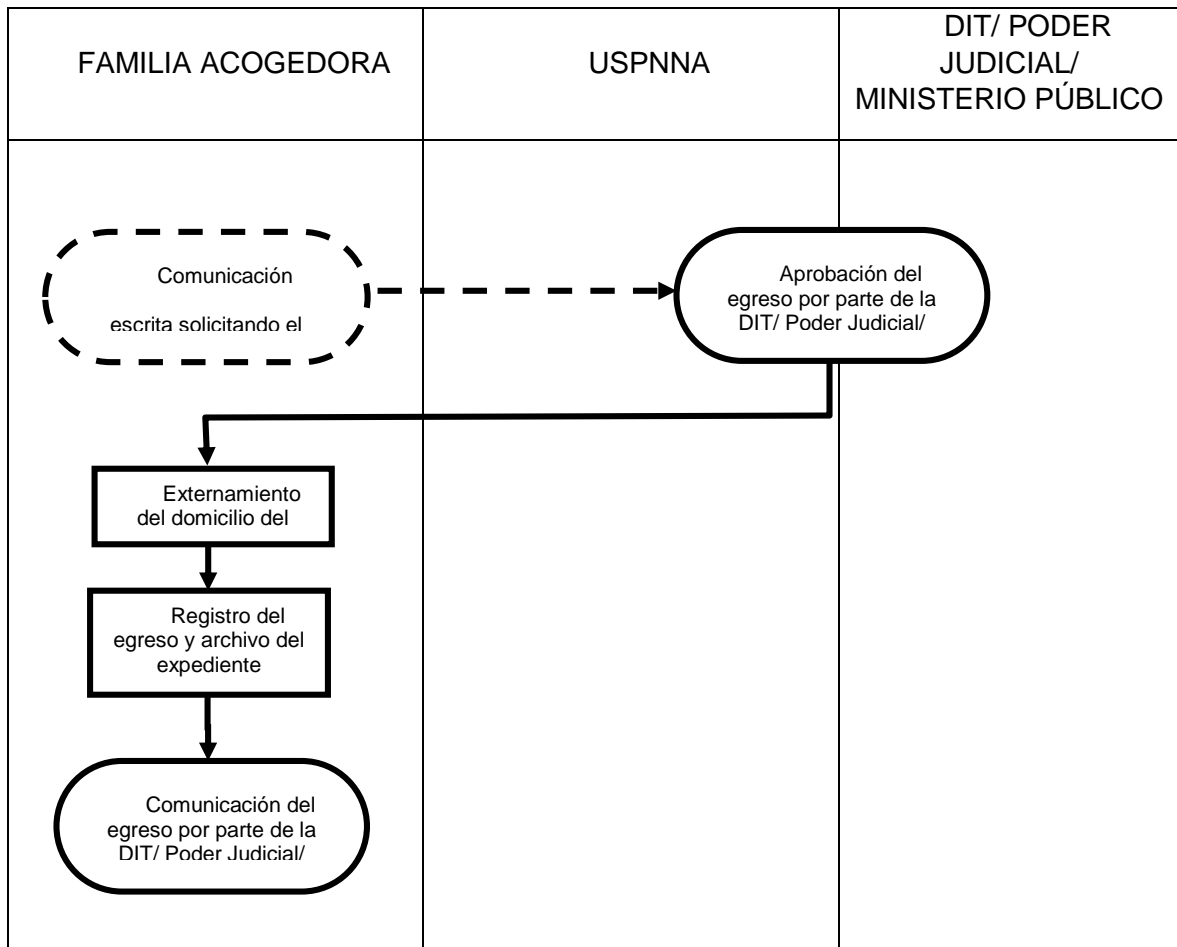 FAMILIA ACOGEDORA
USPNNA
DIT/ PODER
JUDICIAL/
MINISTERIO PÚBLICO
Comunicación
escrita solicitando el
Aprobación del
egreso por parte de la
DIT/ Poder Judicial/
Externamiento
del domicilio del
Registro del
egreso y archivo del
expediente
Comunicación del
egreso por parte de la
DIT/ Poder Judicial/